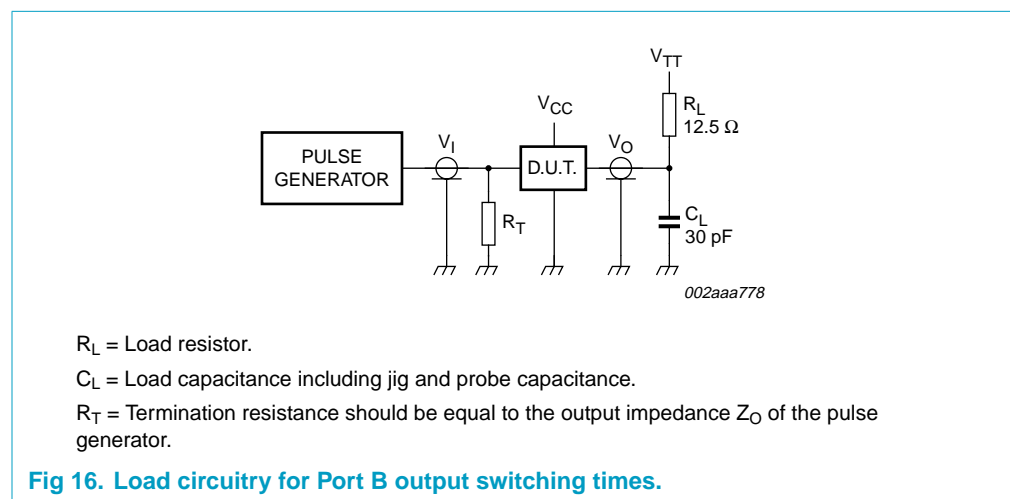 V_TT
R_L
12.5 Ω
V_CC
V_I
V_O
PULSE
GENERATOR
D.U.T.
R_T
C_L
30 pF
002aaa778
R_L = Load resistor.
C_L = Load capacitance including jig and probe capacitance.
R_T = Termination resistance should be equal to the output impedance Z_O of the pulse
generator.
Fig 16. Load circuitry for Port B output switching times.